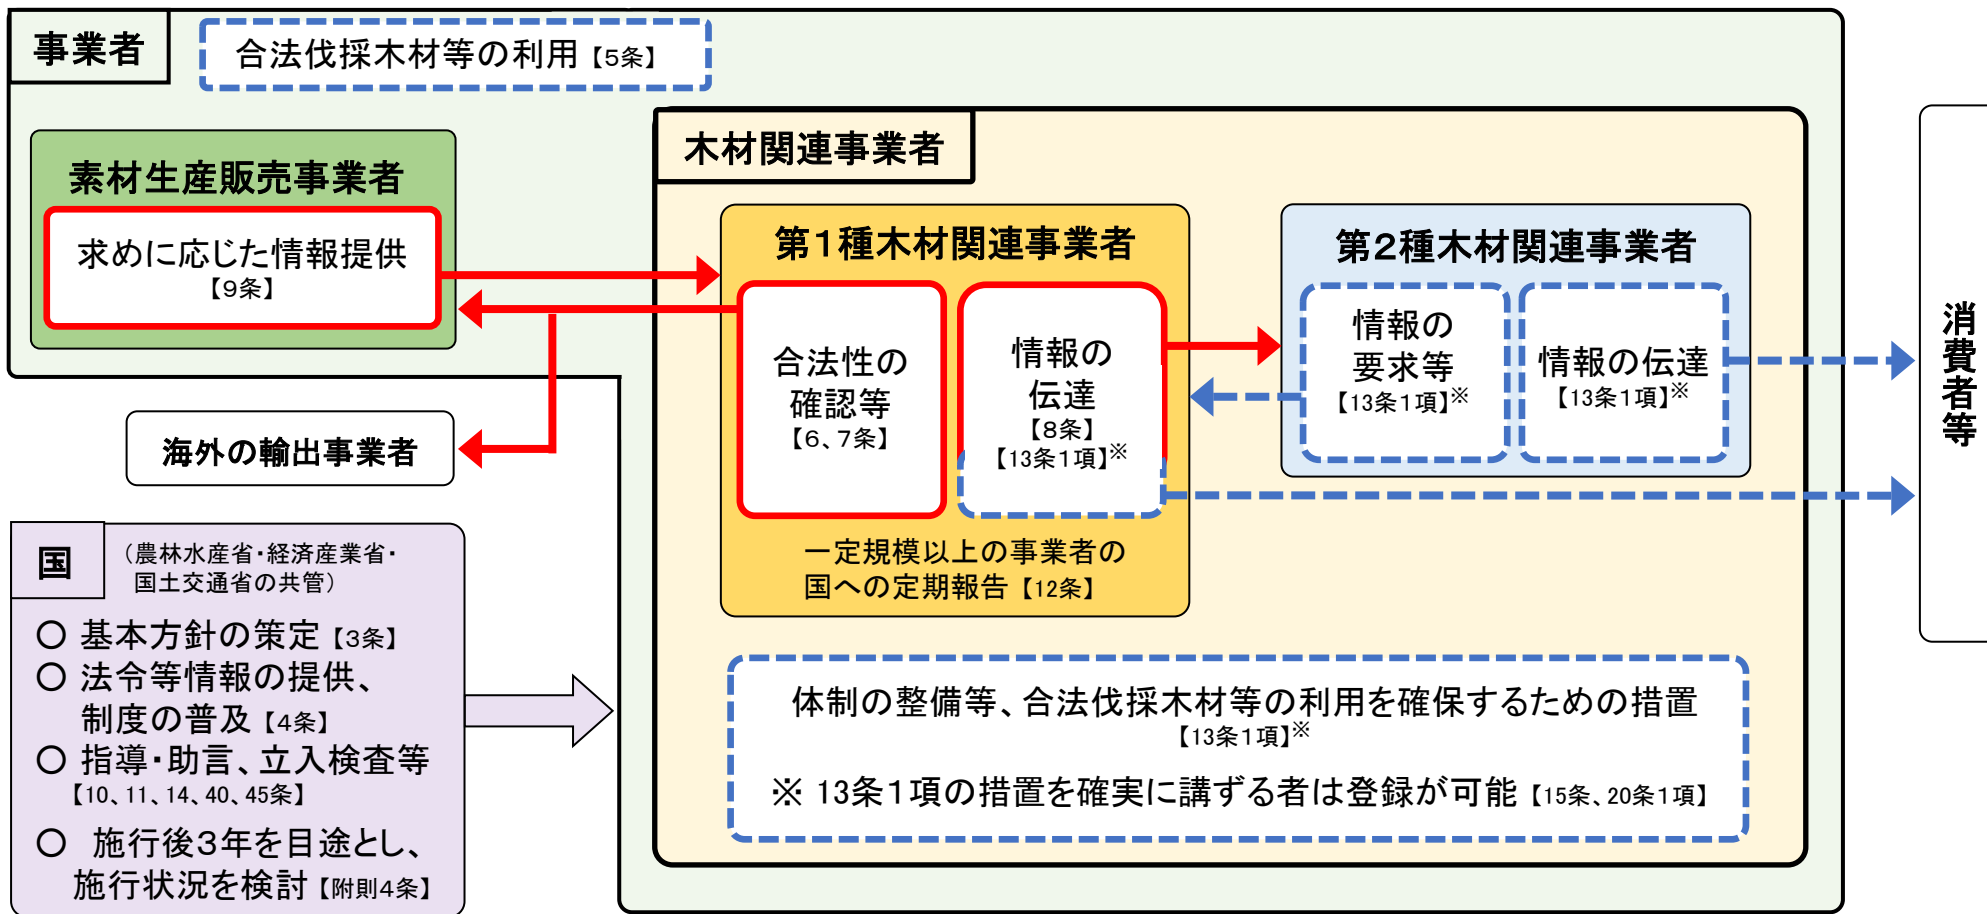 事業者
合法伐採木材等の利用【5条】
素材生産販売事業者
求めに応じた情報提供
【9条】
木材関連事業者
第1種木材関連事業者
合法性の
確認等
【6、7条】
情報の
伝達
【8条】
【13条1項】※
一定規模以上の事業者の
国への定期報告【12条】
第2種木材関連事業者
情報の
要求等
【13条1項】※
情報の伝達
【13条1項】※
消費者等
海外の輸出事業者
体制の整備等、合法伐採木材等の利用を確保するための措置
【13条1項】※
※ 13条1項の措置を確実に講ずる者は登録が可能【15条、20条1項】
国
（農林水産省・経済産業省・
国土交通省の共管）
○ 基本方針の策定【3条】
○ 法令等情報の提供、
制度の普及【4条】
○ 指導・助言、立入検査等
【10、11、14、40、45条】
○ 施行後3年を目途とし、
施行状況を検討【附則4条】